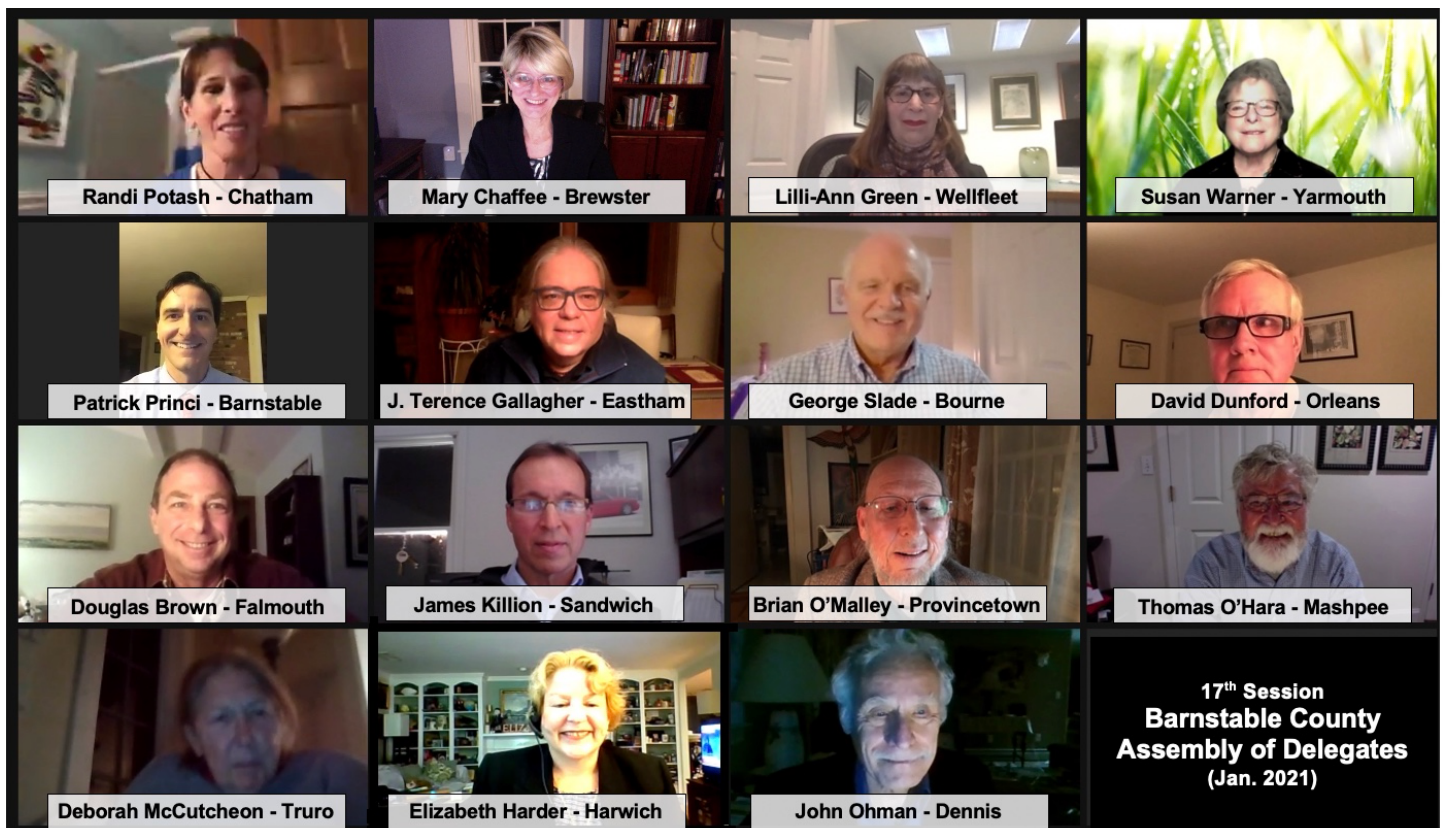 Randi Potash - Chatham
Mary Chaffee - Brewster
Lilli-Ann Green - Wellfleet
Susan Warner - Yarmouth
Patrick Princi - Barnstable
J. Terence Gallagher - Eastham
George Slade - Bourne
David Dunford - Orleans
Douglas Brown - Falmouth
James Killion - Sandwich
Brian O’Malley - Provincetown
Thomas O’Hara - Mashpee
Deborah McCutcheon - Truro
Elizabeth Harder - Harwich
John Ohman - Dennis
17th Session
Barnstable County
Assembly of Delegates
(Jan. 2021)